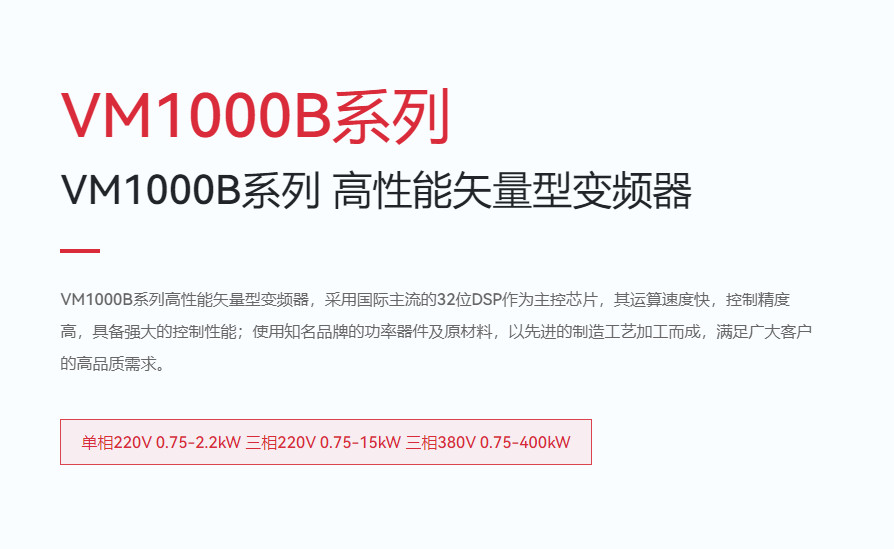 VM1000B系列
VM1000B系列 高性能矢量型变频器
VM1000B系列高性能矢量型变频器，采用国际主流的32位DSP作为主控芯片，其运算速度快，控制精度
高，具备强大的控制性能；使用知名品牌的功率器件及原材料，以先进的制造工艺加工而成，满足广大客户
的高品质需求。
单相220V 0.75-2.2kW 三相220V 0.75-15kW 三相380V 0.75-400kW